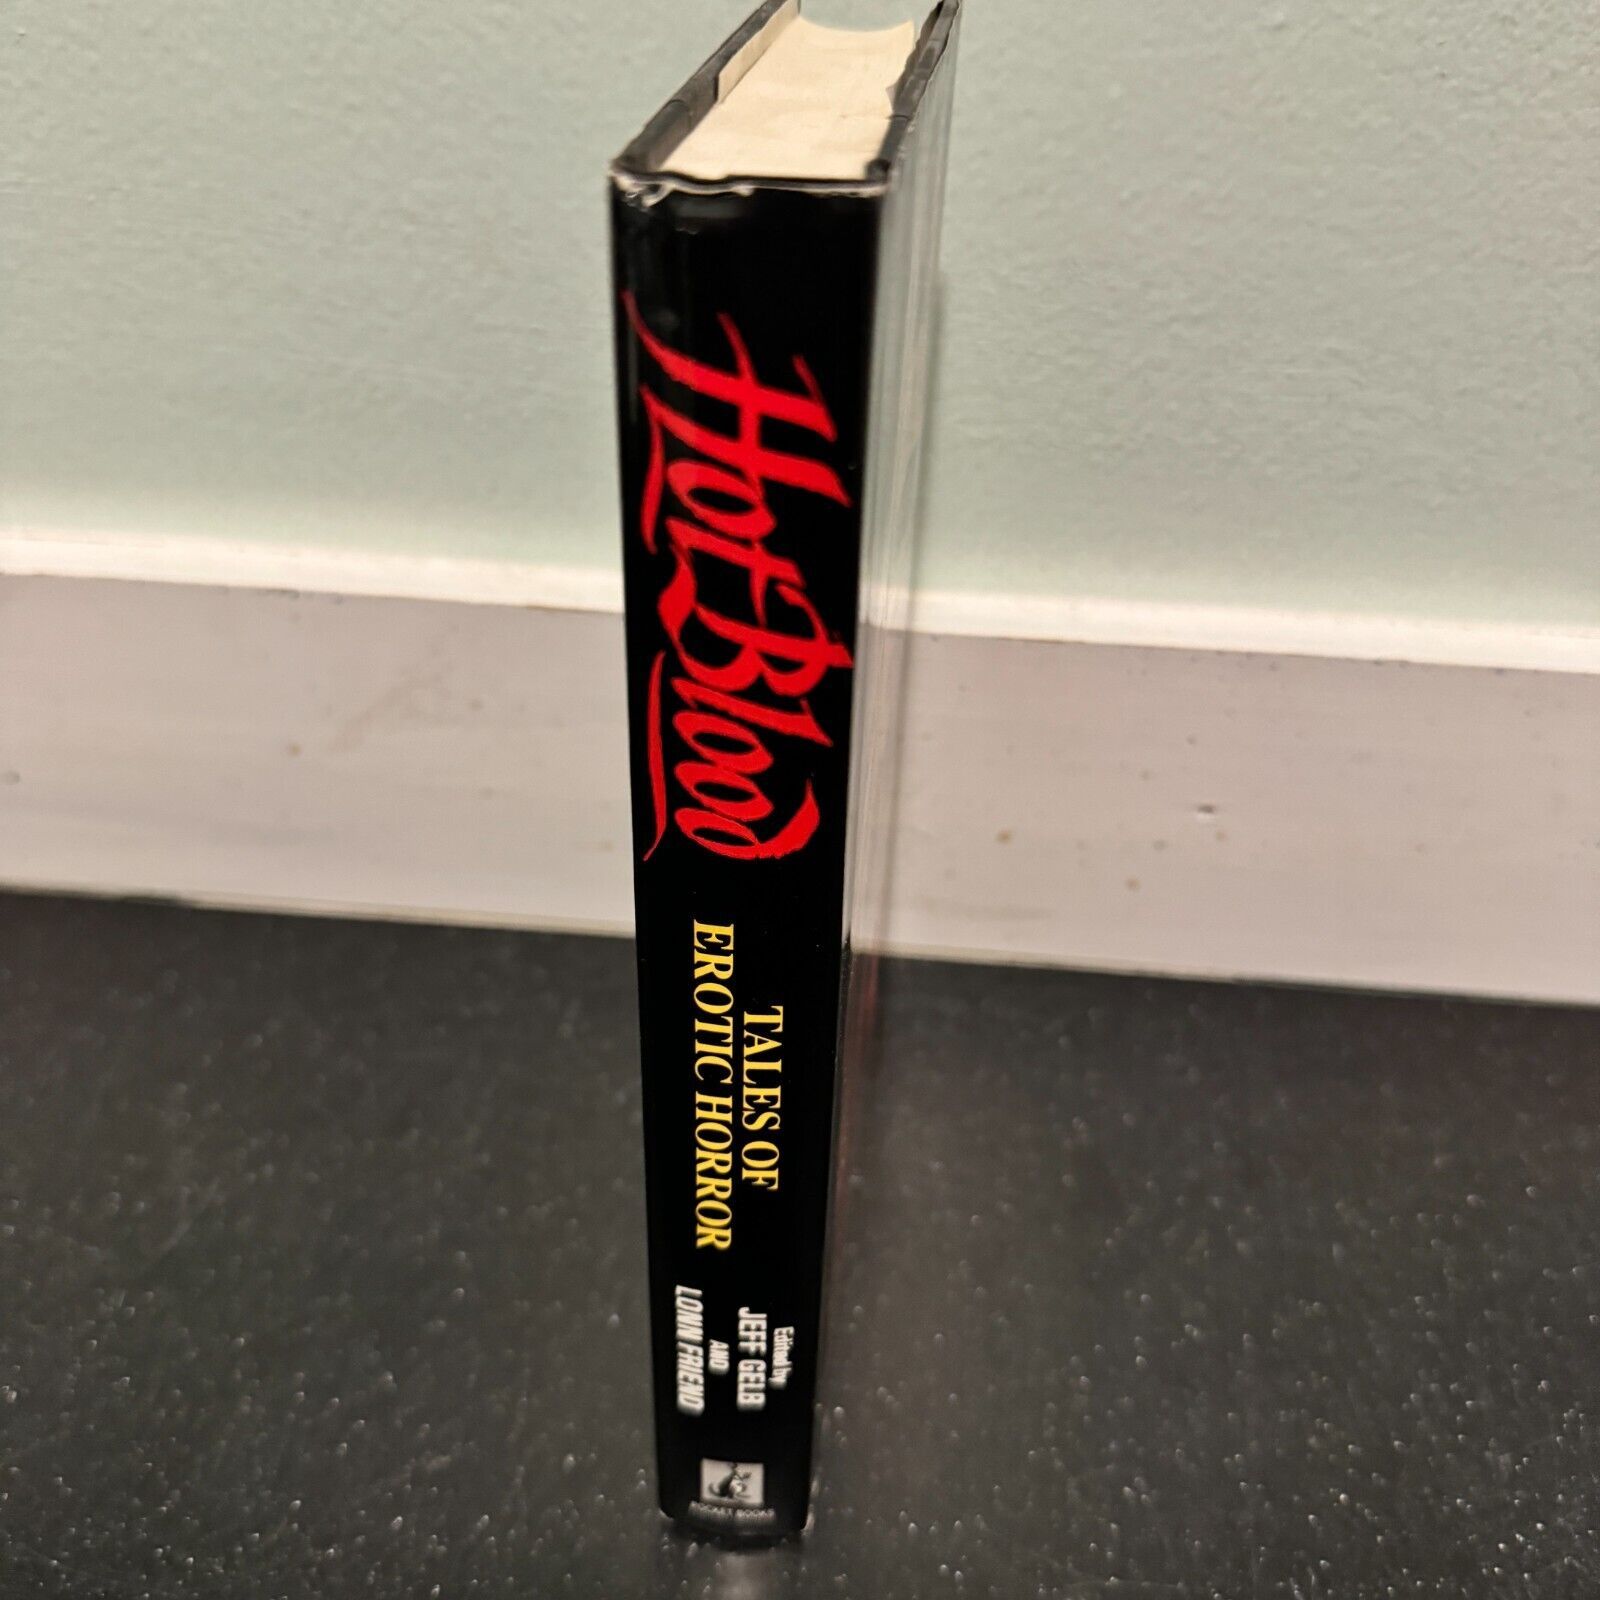 Hot Blood
TALES OF
EROTIC HORROR
Edited by
JEFF GELB
AND
LONN FRIEND
POCKET BOOKS